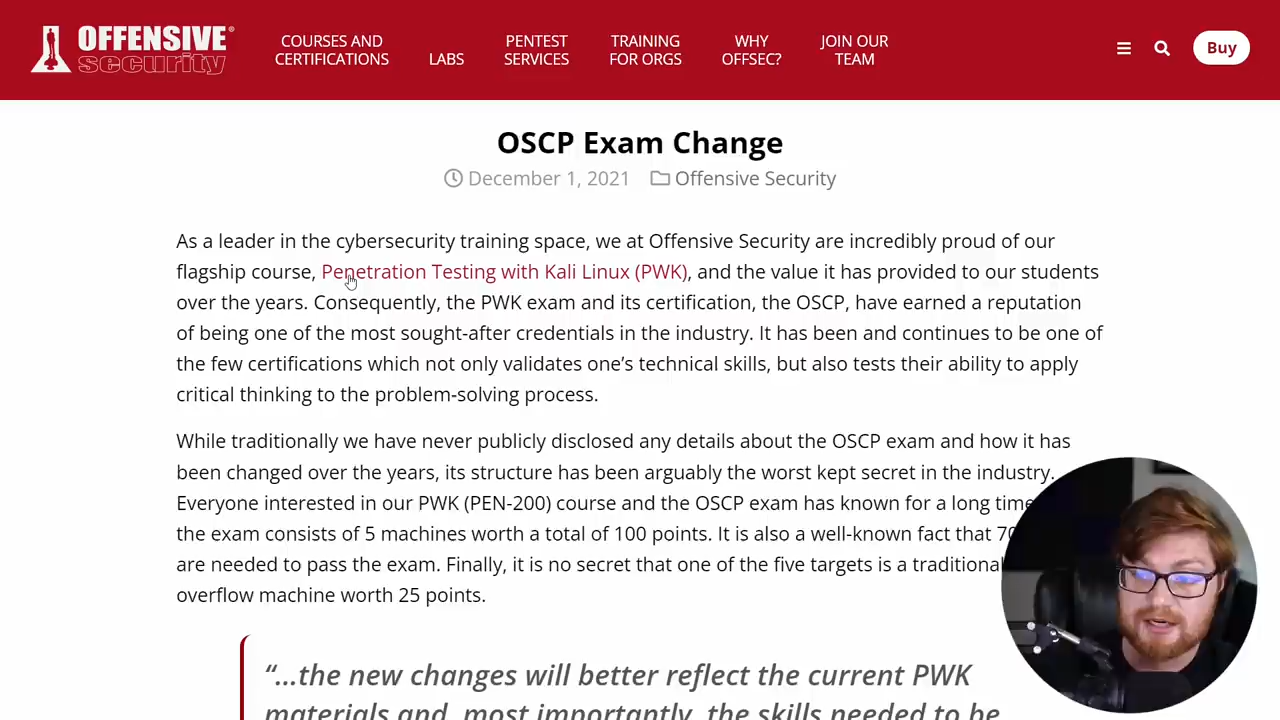 OFFENSIVE
security
COURSES AND
CERTIFICATIONS
LABS
PENTEST
SERVICES
TRAINING
FOR ORGS
WHY
OFFSEC?
JOIN OUR
TEAM
Buy
OSCP Exam Change
December 1, 2021 Offensive Security
As a leader in the cybersecurity training space, we at Offensive Security are incredibly proud of our
flagship course, Penetration Testing with Kali Linux (PWK), and the value it has provided to our students
over the years. Consequently, the PWK exam and its certification, the OSCP, have earned a reputation
of being one of the most sought-after credentials in the industry. It has been and continues to be one of
the few certifications which not only validates one’s technical skills, but also tests their ability to apply
critical thinking to the problem-solving process.
While traditionally we have never publicly disclosed any details about the OSCP exam and how it has
been changed over the years, its structure has been arguably the worst kept secret in the industry.
Everyone interested in our PWK (PEN-200) course and the OSCP exam has known for a long time
the exam consists of 5 machines worth a total of 100 points. It is also a well-known fact that 70
are needed to pass the exam. Finally, it is no secret that one of the five targets is a traditional
overflow machine worth 25 points.
“...the new changes will better reflect the current PWK
materials and, most importantly, the skills needed to be